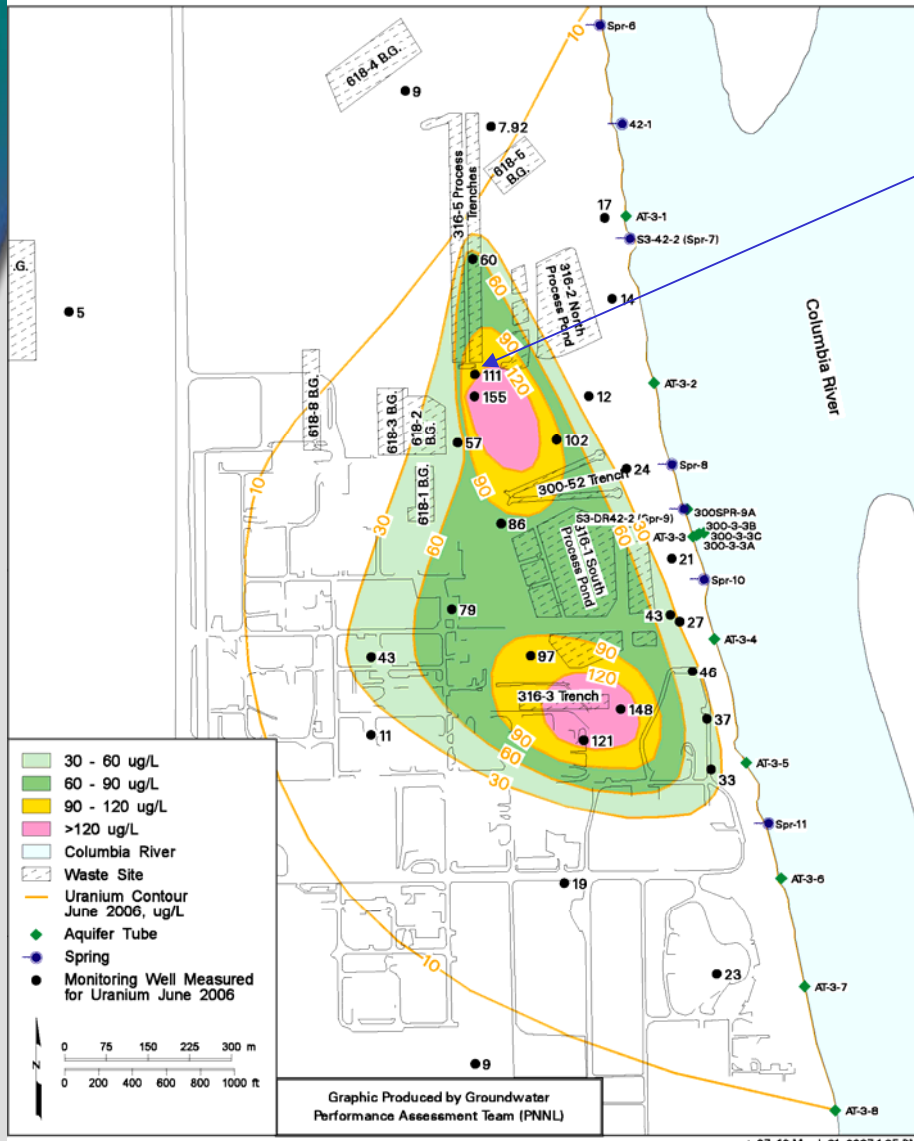 10
Spr-6
618-4 B.G.
9
42-1
7.92
316-5 Process
Trenches
618-5
B.G.
17
AT-3-1
S3-42-2 (Spr-7)
60
60
.G.
316-2 North
Process Pond
14
5
Columbia River
90
111
120
155
AT-3-2
12
618-8 B.G.
618-3 B.G.
618-2
B.G.
57
102
Spr-8
24
10
90
300-52 Trench
618-1 B.G.
300SPR-9A
S3-DR42-2 (Spr-9)
30
86
30
60
60
316-1 South
Process Pond
AT-3-3
300-3-3B
300-3-3C
300-3-3A
21
Spr-10
79
43
27
AT-3-4
43
97
90
120
46
316-3 Trench
148
37
11
90
121
60
30
33
AT-3-5
Spr-11
19
AT-3-6
10
23
AT-3-7
9
AT-3-8
30 - 60 ug/L
60 - 90 ug/L
90 - 120 ug/L
>120 ug/L
Columbia River
Waste Site
Uranium Contour
June 2006, ug/L
Aquifer Tube
Spring
Monitoring Well Measured
for Uranium June 2006
N
0 75 150 225 300 m
0 200 400 600 800 1000 ft
Graphic Produced by Groundwater
Performance Assessment Team (PNNL)